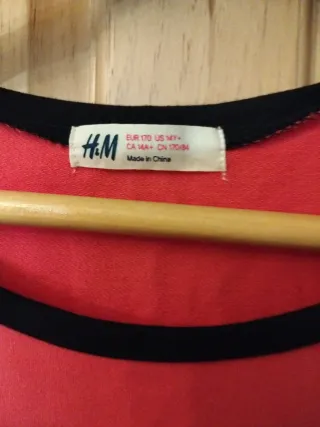 H&M
EUR 170 US 14Y+
CA 14A+ CN 170/84
Made in China